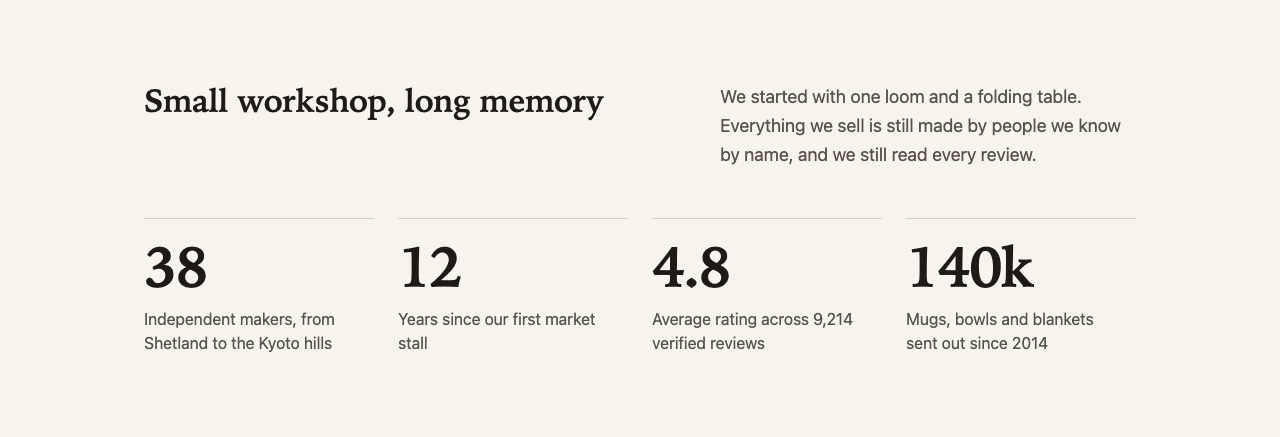 Small workshop, long memory
We started with one loom and a folding table.
Everything we sell is still made by people we know
by name, and we still read every review.
38
Independent makers, from
Shetland to the Kyoto hills
12
Years since our first market
stall
4.8
Average rating across 9,214
verified reviews
140k
Mugs, bowls and blankets
sent out since 2014